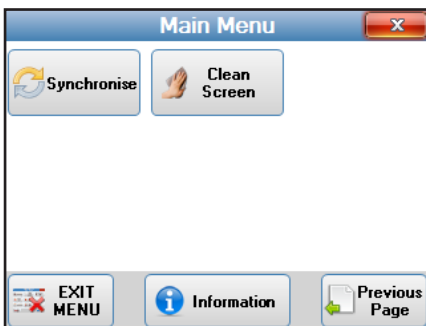 Main Menu
X
Synchronise
Clean
Screen
EXIT
MENU
Information
Previous
Page